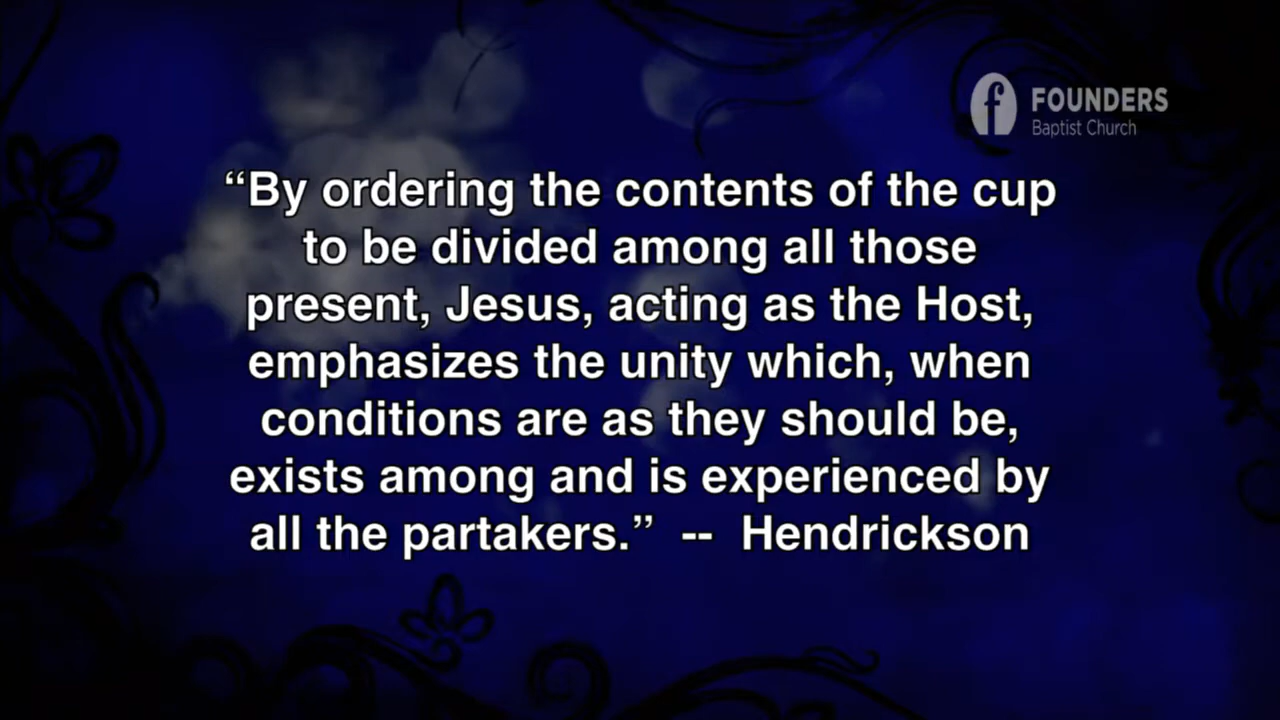 FOUNDERS
Baptist Church
“By ordering the contents of the cup
to be divided among all those
present, Jesus, acting as the Host,
emphasizes the unity which, when
conditions are as they should be,
exists among and is experienced by
all the partakers.” -- Hendrickson